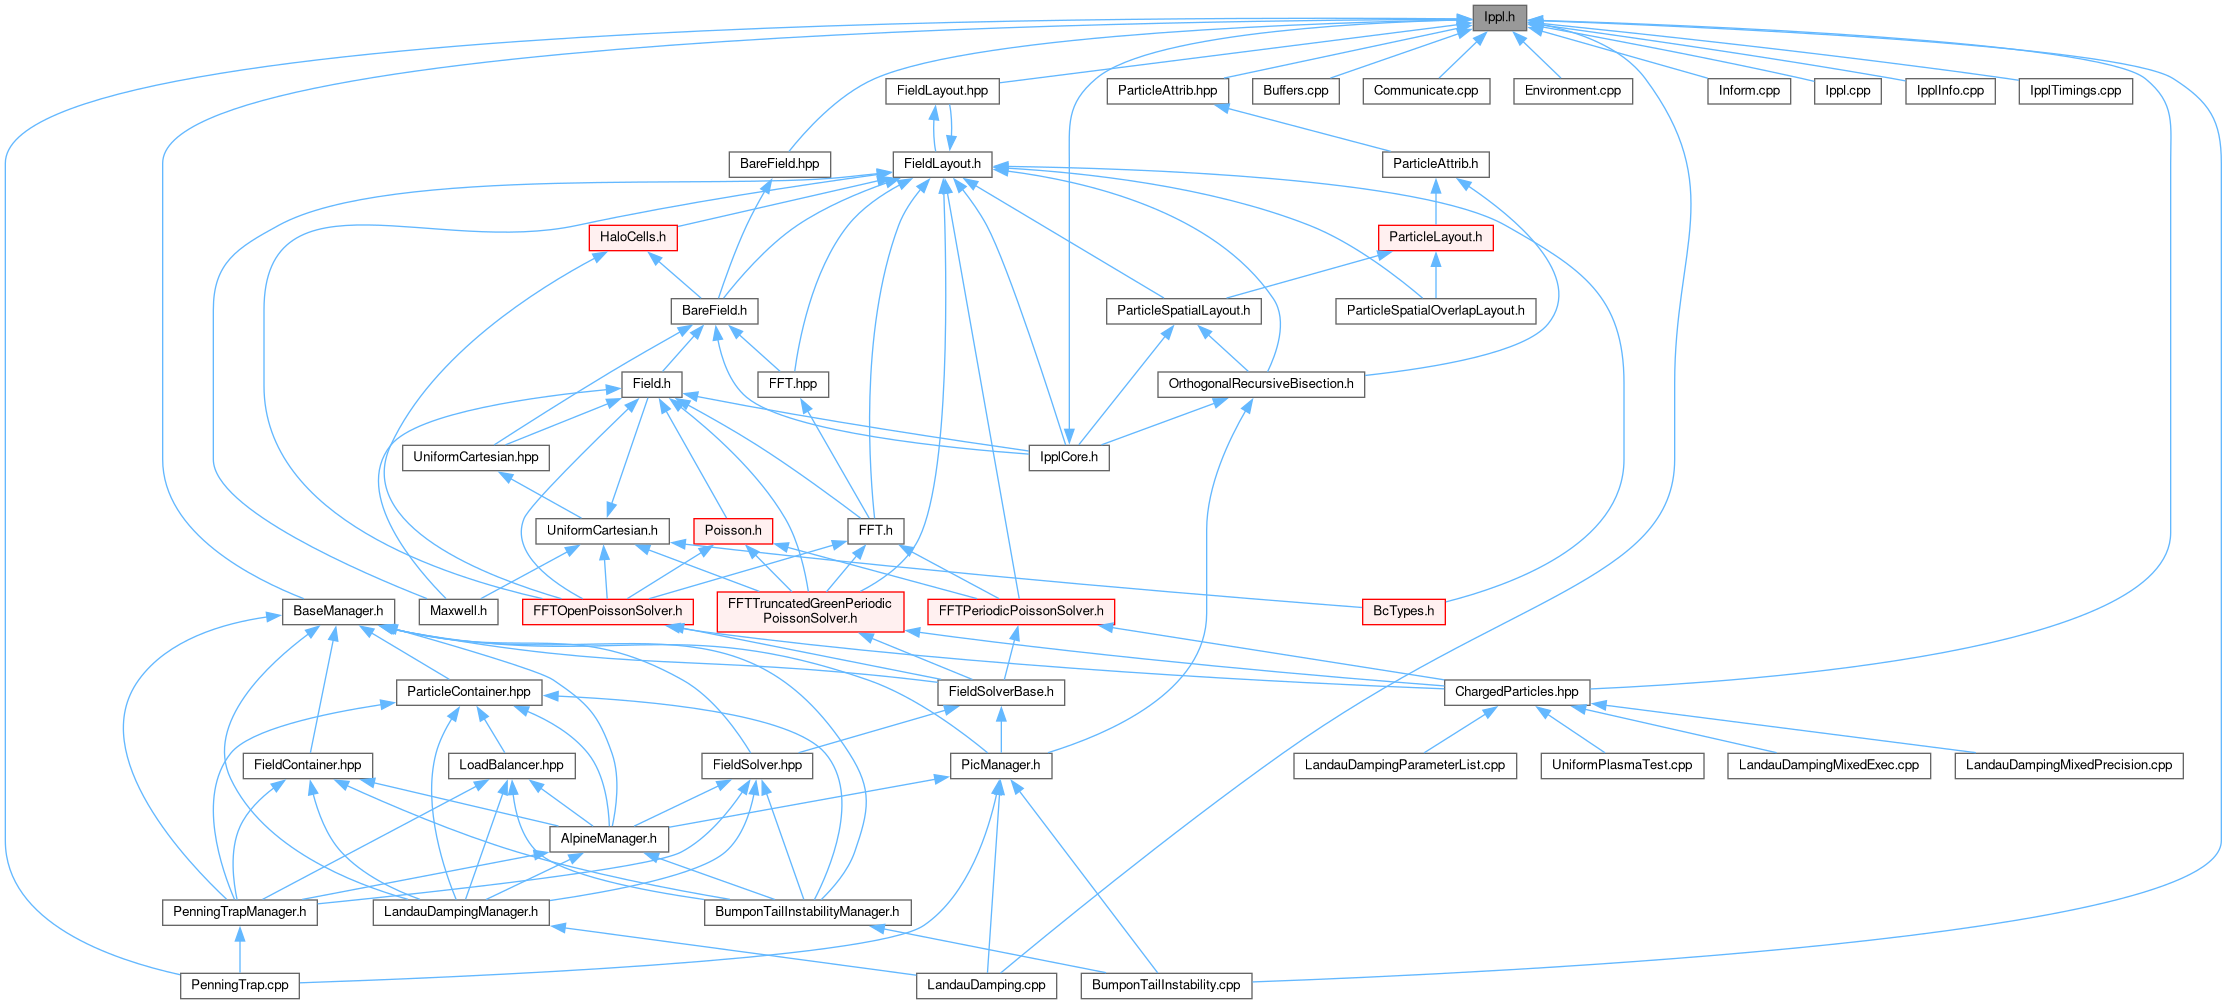 Ippl.h
FieldLayout.hpp
ParticleAttrib.hpp
Buffers.cpp
Communicate.cpp
Environment.cpp
Inform.cpp
Ippl.cpp
IpplInfo.cpp
IpplTimings.cpp
BareField.hpp
FieldLayout.h
ParticleAttrib.h
HaloCells.h
ParticleLayout.h
BareField.h
ParticleSpatialLayout.h
ParticleSpatialOverlapLayout.h
Field.h
FFT.hpp
OrthogonalRecursiveBisection.h
UniformCartesian.hpp
IpplCore.h
UniformCartesian.h
Poisson.h
FFT.h
BaseManager.h
Maxwell.h
FFTOpenPoissonSolver.h
FFTTruncatedGreenPeriodic
PoissonSolver.h
FFTPeriodicPoissonSolver.h
BcTypes.h
ParticleContainer.hpp
FieldSolverBase.h
ChargedParticles.hpp
FieldContainer.hpp
LoadBalancer.hpp
FieldSolver.hpp
PicManager.h
LandauDampingParameterList.cpp
UniformPlasmaTest.cpp
LandauDampingMixedExec.cpp
LandauDampingMixedPrecision.cpp
AlpineManager.h
PenningTrapManager.h
LandauDampingManager.h
BumponTailInstabilityManager.h
PenningTrap.cpp
LandauDamping.cpp
BumponTailInstability.cpp